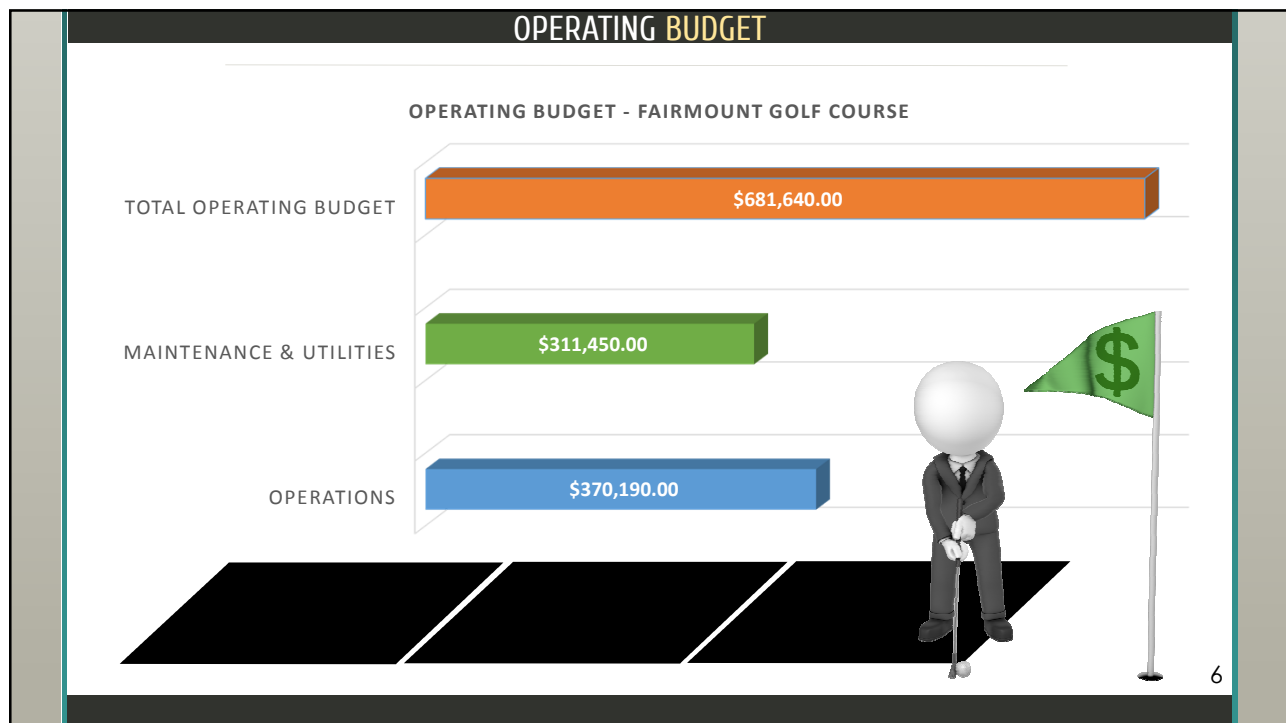 OPERATING BUDGET
OPERATING BUDGET - FAIRMOUNT GOLF COURSE
TOTAL OPERATING BUDGET
$681,640.00
MAINTENANCE & UTILITIES
$311,450.00
OPERATIONS
$370,190.00
$
6